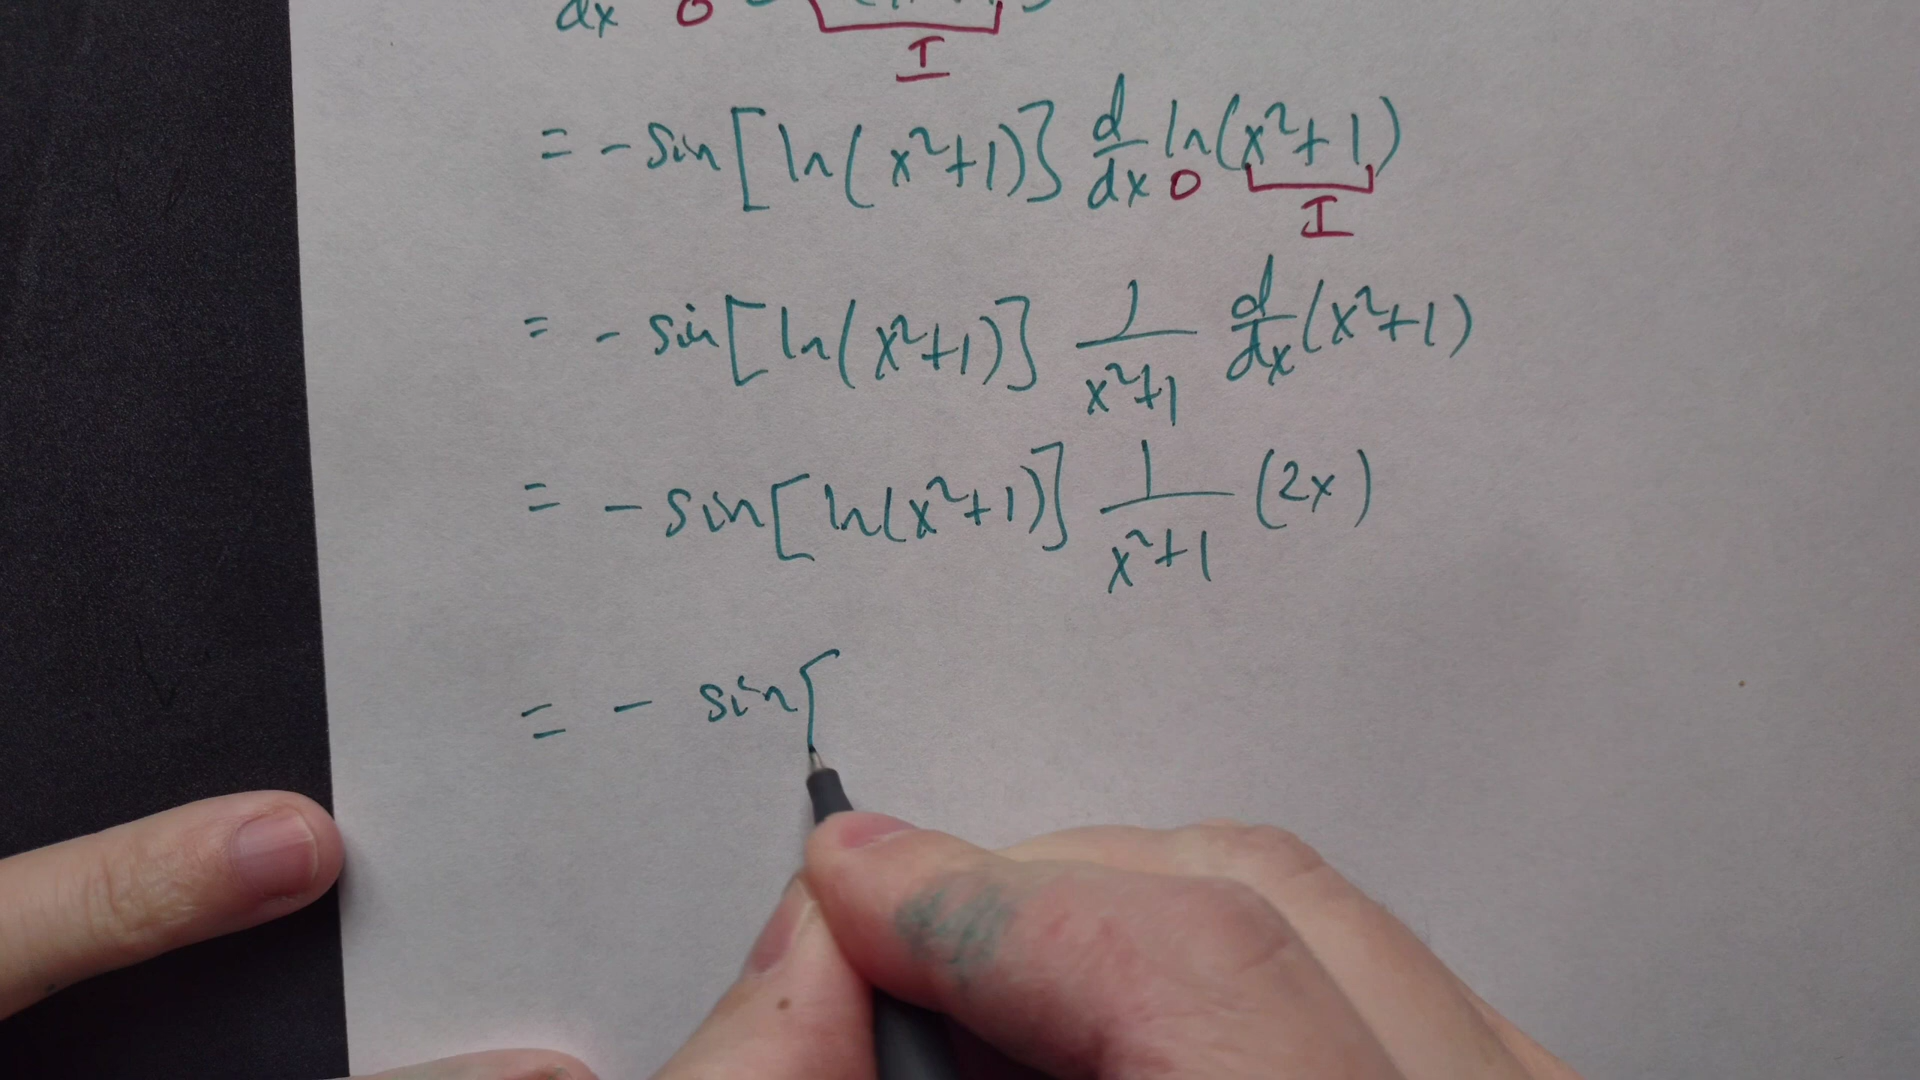 dx O
I
= - sin[ln(x²+1)] d/dx ln(x²+1)
O I
= - sin[ln(x²+1)] 1/(x²+1) d/dx (x²+1)
= - sin[ln(x²+1)] 1/(x²+1) (2x)
= - sin[